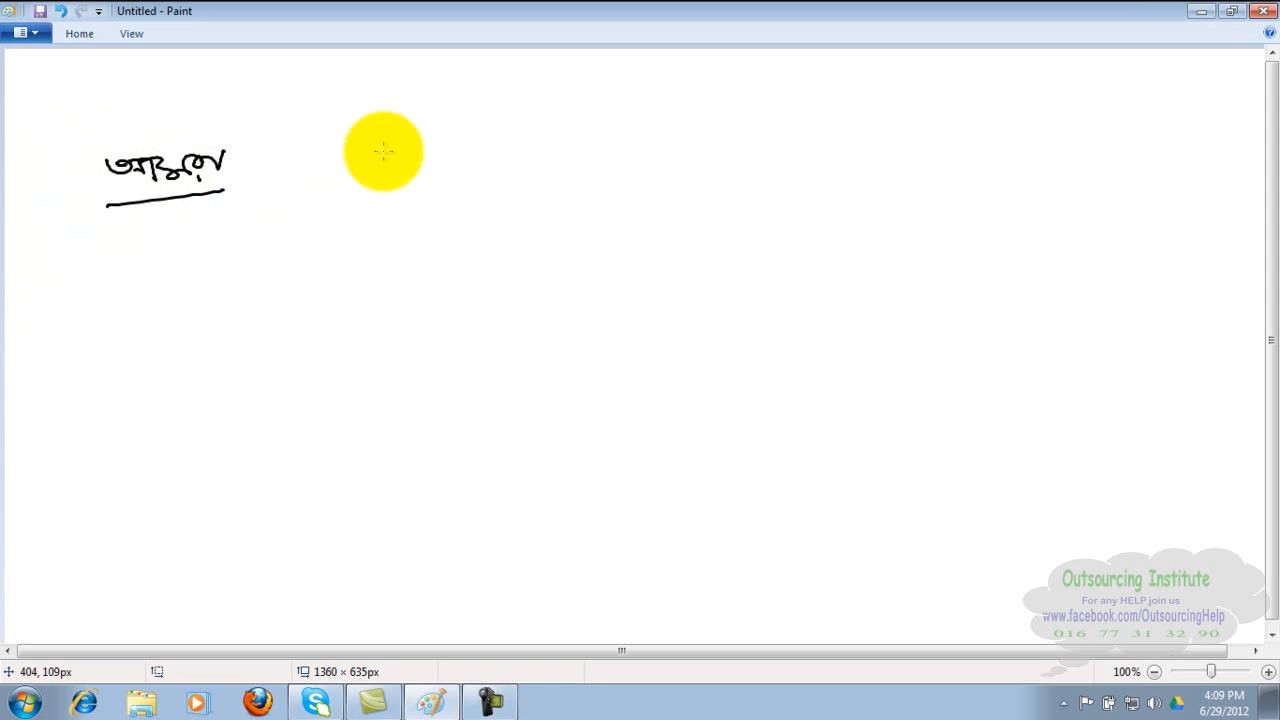 Untitled - Paint
Home
View
Outsourcing Institute
For any HELP join us
www.facebook.com/OutsourcingHelp
016 77 31 32 90
404, 109px
1360 × 635px
100%
4:09 PM
6/29/2012